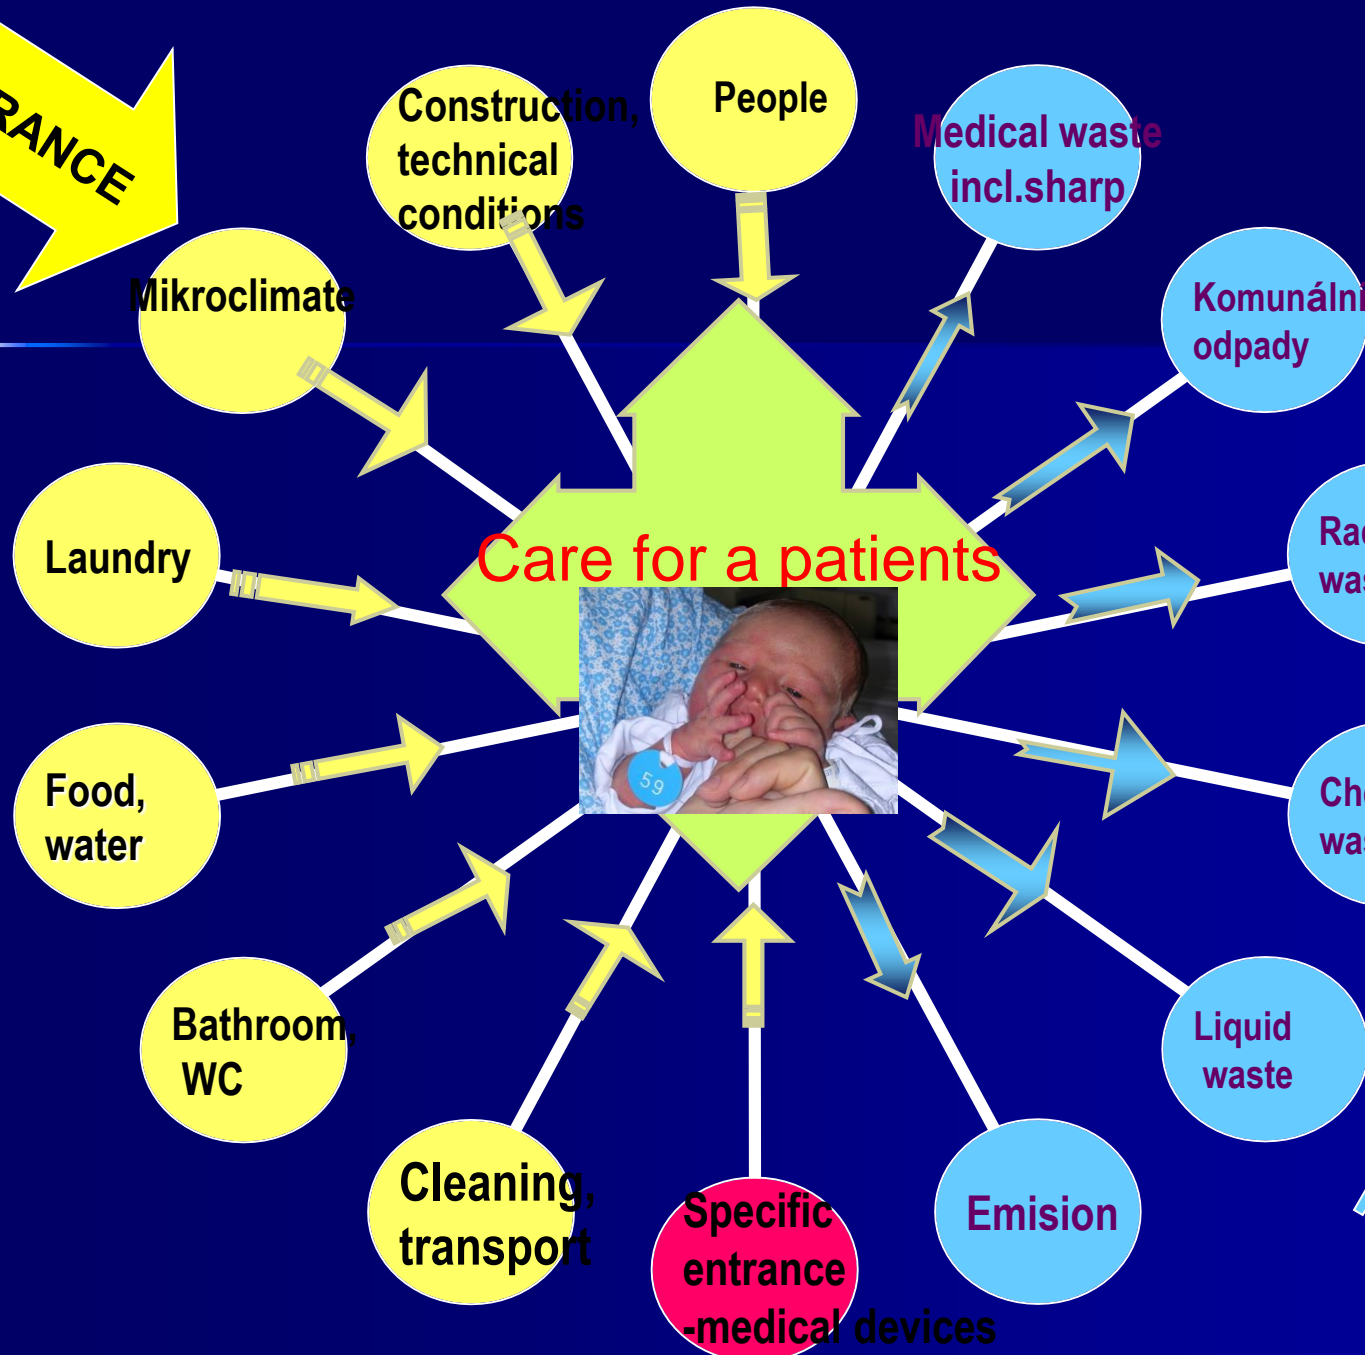 People
Construction,
technical
conditions
Medical waste
incl.sharp
Mikroclimate
Komunální
odpady
Laundry
Care for a patients
59
Food,
water
Bathroom,
WC
Liquid
waste
Cleaning,
transport
Specific
entrance
-medical devices
Emision